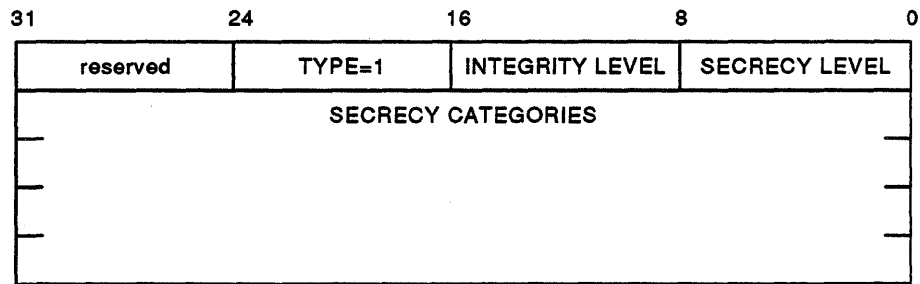 31 24 16 8 0
reserved TYPE=1 INTEGRITY LEVEL SECRECY LEVEL
SECRECY CATEGORIES